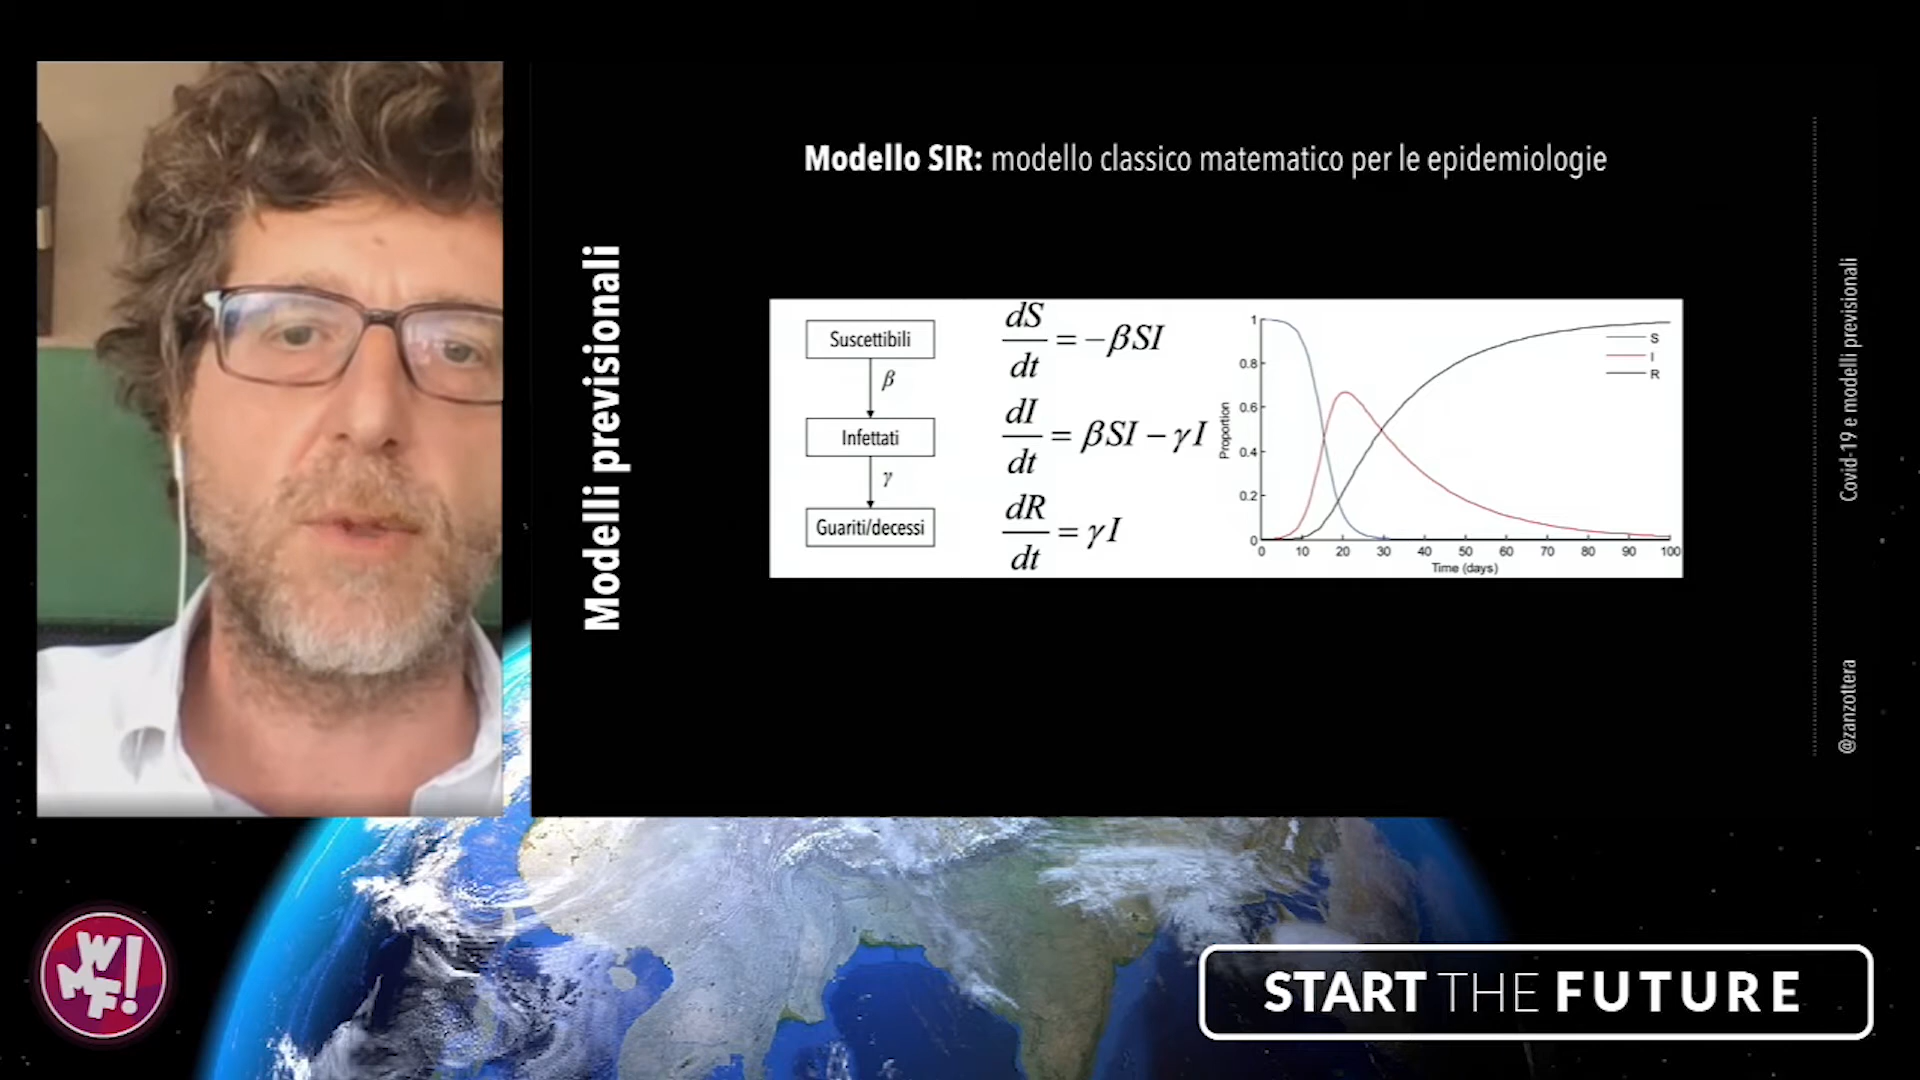 Modello SIR: modello classico matematico per le epidemiologie
Modelli previsionali
Suscettibili
β
Infettati
γ
Guariti/decessi
dS/dt = −βSI
dI/dt = βSI − γI
dR/dt = γI
Proportion
1
0.8
0.6
0.4
0.2
0
0 10 20 30 40 50 60 70 80 90 100
Time (days)
S
I
R
Covid-19 e modelli previsionali
@zanzottera
WMF!
START THE FUTURE